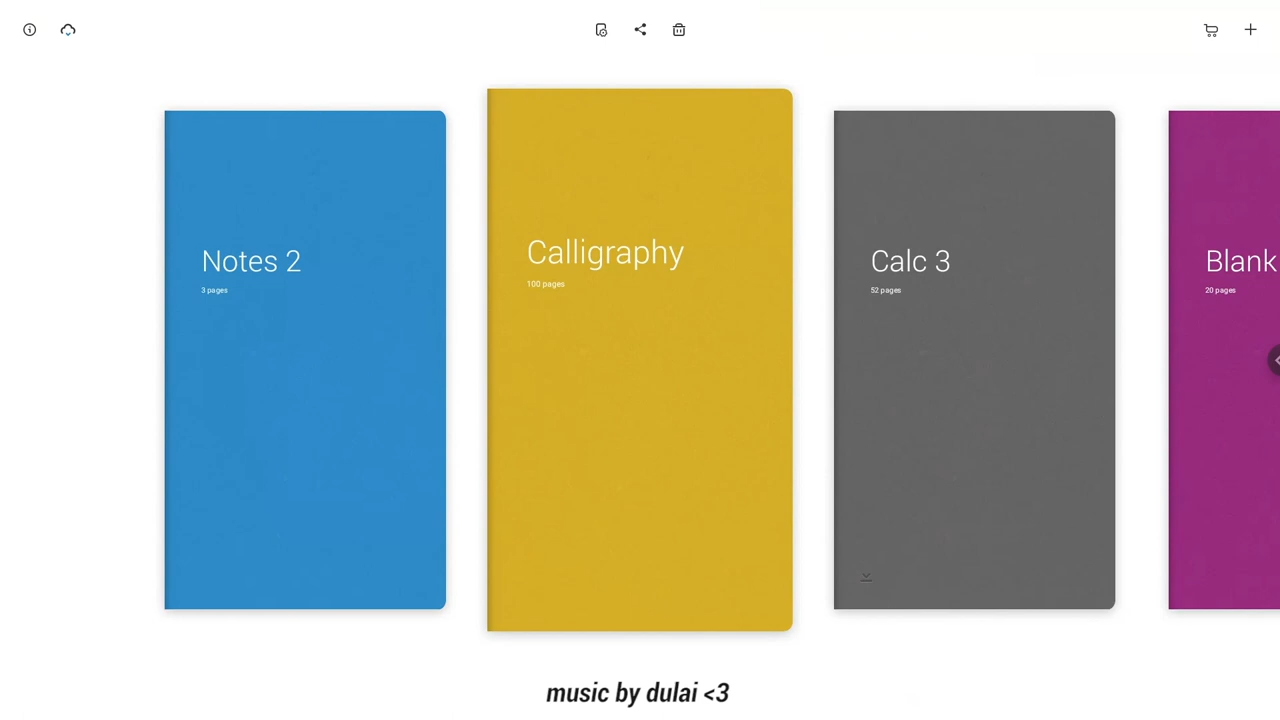 Notes 2
3 pages
Calligraphy
100 pages
Calc 3
52 pages
Blank
20 pages
music by dulai <3